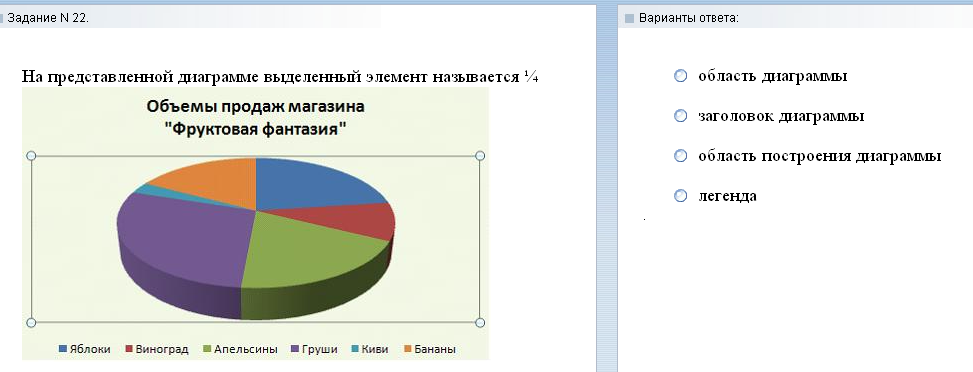 Задание N 22.
Варианты ответа:
На представленной диаграмме выделенный элемент называется ¼
Объемы продаж магазина
"Фруктовая фантазия"
Яблоки Виноград Апельсины Груши Киви Бананы
область диаграммы
заголовок диаграммы
область построения диаграммы
легенда